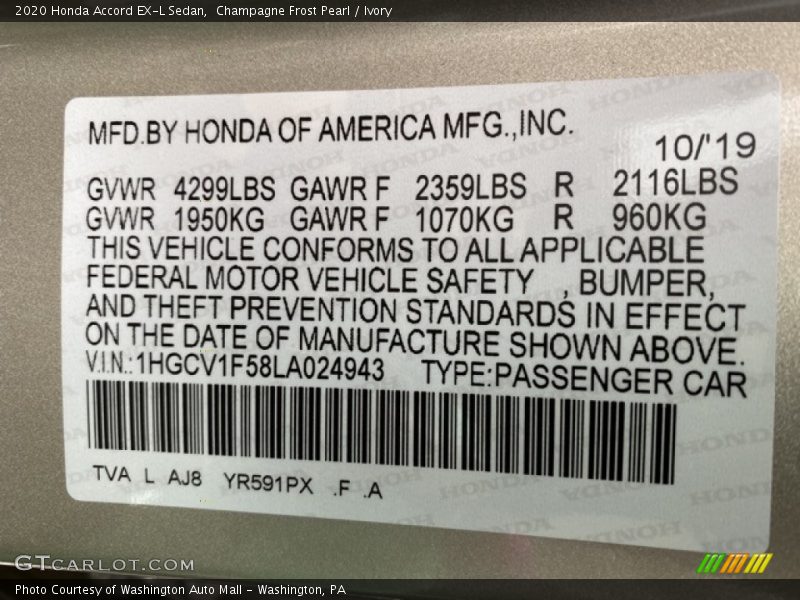 2020 Honda Accord EX-L Sedan,  Champagne Frost Pearl / Ivory
MFD.BY HONDA OF AMERICA MFG.,INC.
10/'19
GVWR 4299LBS GAWR F 2359LBS R 2116LBS
GVWR 1950KG GAWR F 1070KG R 960KG
THIS VEHICLE CONFORMS TO ALL APPLICABLE
FEDERAL MOTOR VEHICLE SAFETY , BUMPER,
AND THEFT PREVENTION STANDARDS IN EFFECT
ON THE DATE OF MANUFACTURE SHOWN ABOVE.
V.I.N.:1HGCV1F58LA024943 TYPE:PASSENGER CAR
TVA L AJ8 YR591PX .F .A
GTCARLOT.COM
Photo Courtesy of Washington Auto Mall - Washington, PA